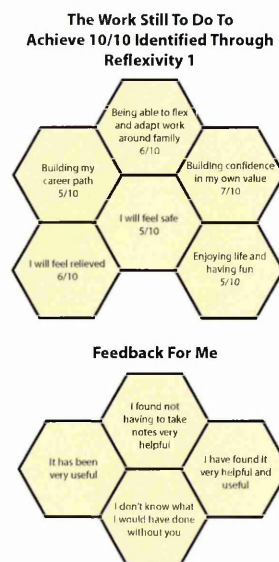 The Work Still To Do To
Achieve 10/10 Identified Through
Reflexivity 1
Being able to flex
and adapt work
around family
6/10
Building my
career path
5/10
Building confidence
in my own value
7/10
I will feel safe
5/10
I will feel relieved
6/10
Enjoying life and
having fun
5/10
Feedback For Me
I found not
having to take
notes very
helpful
It has been
very useful
I have found it
very helpful and
useful
I don't know what
I would have done
without you